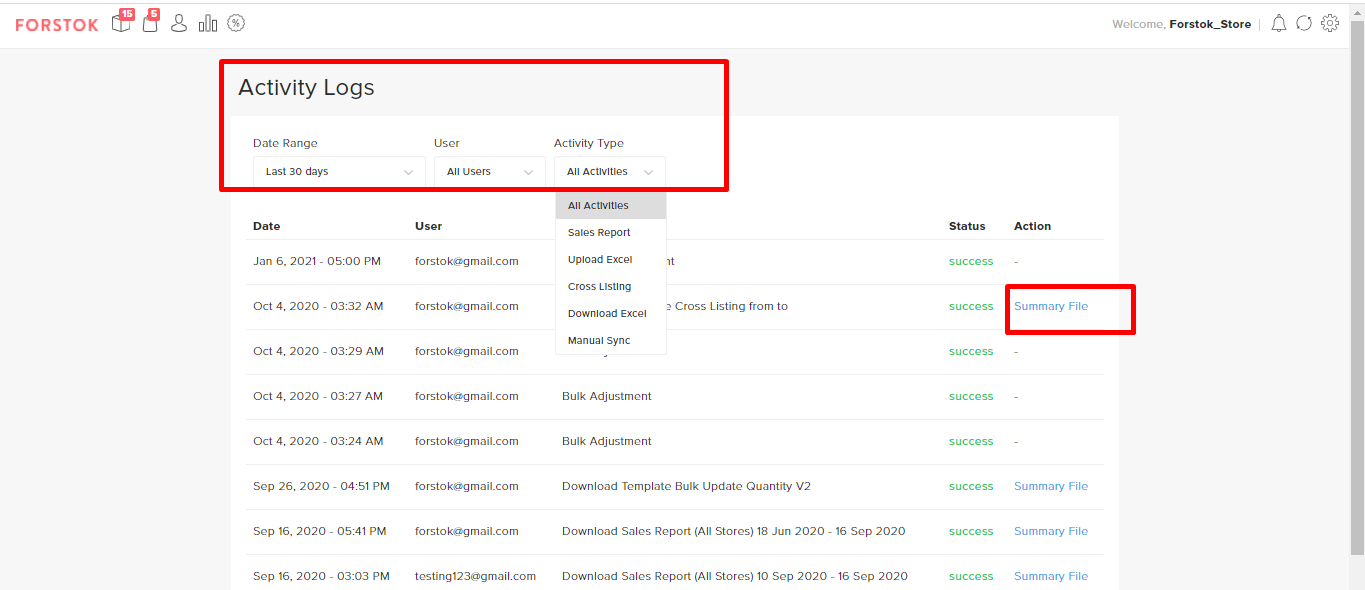 FORSTOK 15 5 % Welcome, Forstok_Store
Activity Logs
Date Range User Activity Type
Last 30 days All Users All Activities
All Activities
Date User Status Action
Sales Report
Jan 6, 2021 - 05:00 PM forstok@gmail.com Upload Excel nt success -
Cross Listing
Oct 4, 2020 - 03:32 AM forstok@gmail.com e Cross Listing from to success Summary File
Download Excel
Manual Sync
Oct 4, 2020 - 03:29 AM forstok@gmail.com success -
Oct 4, 2020 - 03:27 AM forstok@gmail.com Bulk Adjustment success -
Oct 4, 2020 - 03:24 AM forstok@gmail.com Bulk Adjustment success -
Sep 26, 2020 - 04:51 PM forstok@gmail.com Download Template Bulk Update Quantity V2 success Summary File
Sep 16, 2020 - 05:41 PM forstok@gmail.com Download Sales Report (All Stores) 18 Jun 2020 - 16 Sep 2020 success Summary File
Sep 16, 2020 - 03:03 PM testing123@gmail.com Download Sales Report (All Stores) 10 Sep 2020 - 16 Sep 2020 success Summary File